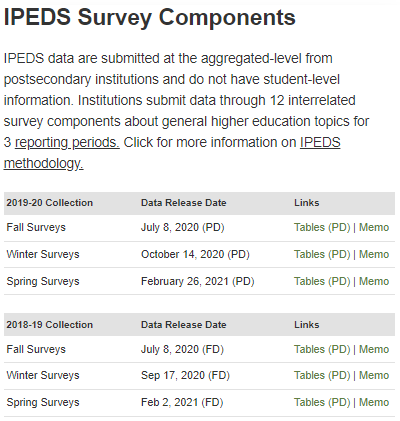 IPEDS Survey Components
IPEDS data are submitted at the aggregated-level from
postsecondary institutions and do not have student-level
information. Institutions submit data through 12 interrelated
survey components about general higher education topics for
3 reporting periods. Click for more information on IPEDS
methodology.
2019-20 Collection Data Release Date Links
Fall Surveys July 8, 2020 (PD) Tables (PD) | Memo
Winter Surveys October 14, 2020 (PD) Tables (PD) | Memo
Spring Surveys February 26, 2021 (PD) Tables (PD) | Memo
2018-19 Collection Data Release Date Links
Fall Surveys July 8, 2020 (FD) Tables (PD) | Memo
Winter Surveys Sep 17, 2020 (FD) Tables (PD) | Memo
Spring Surveys Feb 2, 2021 (FD) Tables (PD) | Memo